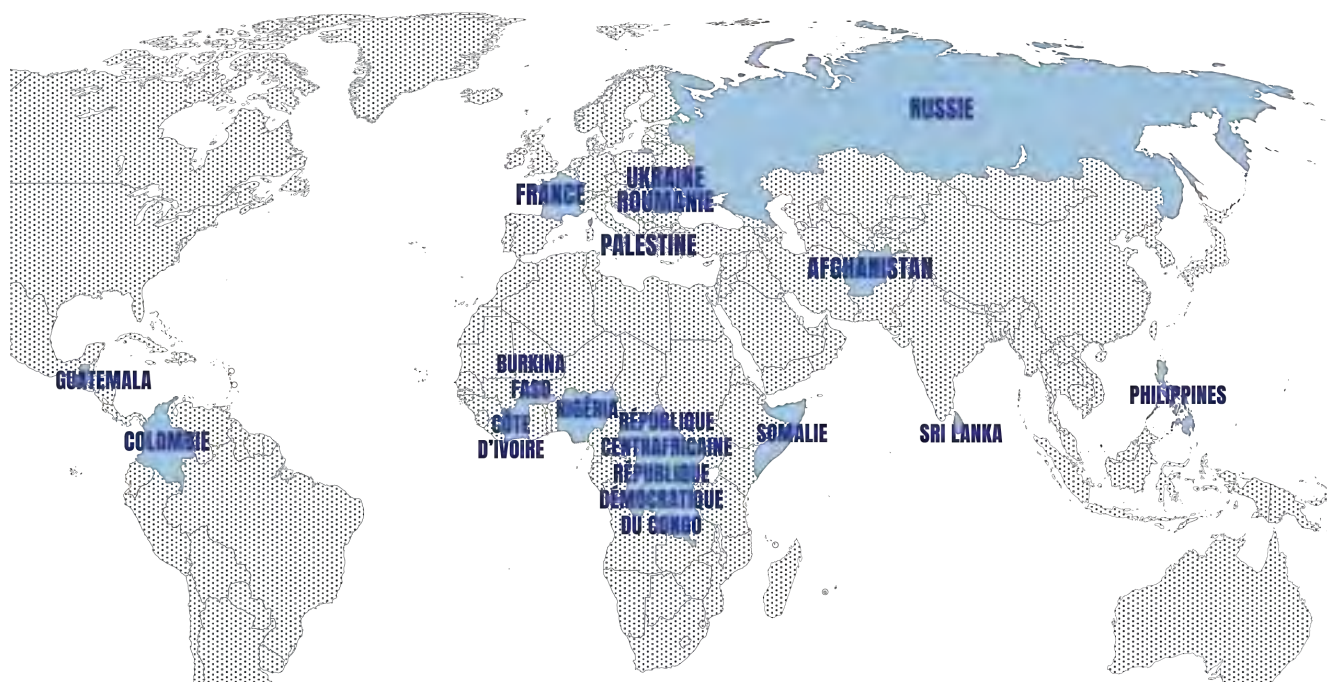 RUSSIE
UKRAINE
FRANCE
ROUMANIE
PALESTINE
AFGHANISTAN
BURKINA
FASO
GUATEMALA
PHILIPPINES
NIGÉRIA
CÔTE
D'IVOIRE
RÉPUBLIQUE
CENTRAFRICAINE
RÉPUBLIQUE
DÉMOCRATIQUE
DU CONGO
SOMALIE
SRI LANKA
COLOMBIE